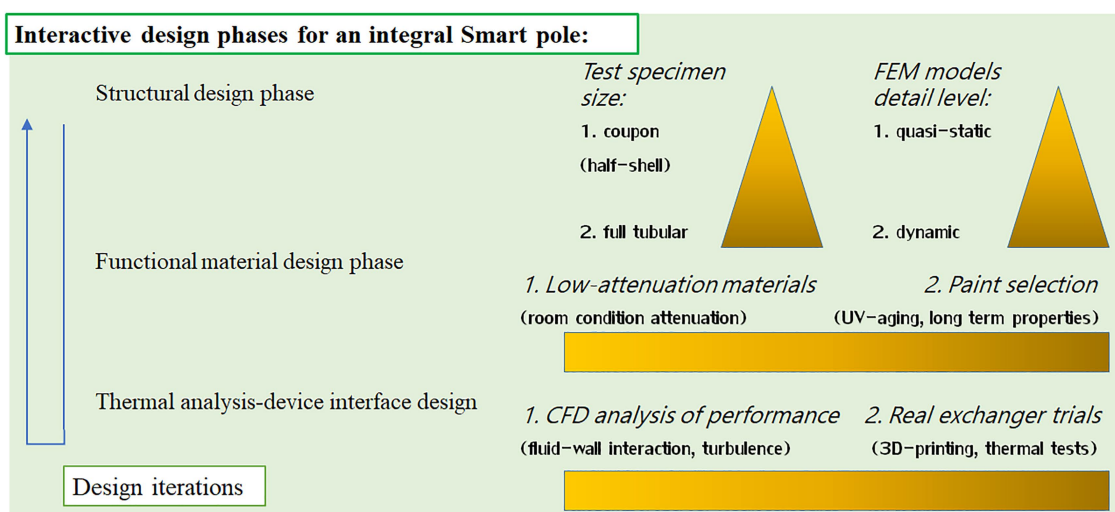 Interactive design phases for an integral Smart pole:
Structural design phase
Test specimen
size:
1. coupon
(half-shell)
2. full tubular
FEM models
detail level:
1. quasi-static
2. dynamic
Functional material design phase
1. Low-attenuation materials
(room condition attenuation)
2. Paint selection
(UV-aging, long term properties)
Thermal analysis-device interface design
1. CFD analysis of performance
(fluid-wall interaction, turbulence)
2. Real exchanger trials
(3D-printing, thermal tests)
Design iterations